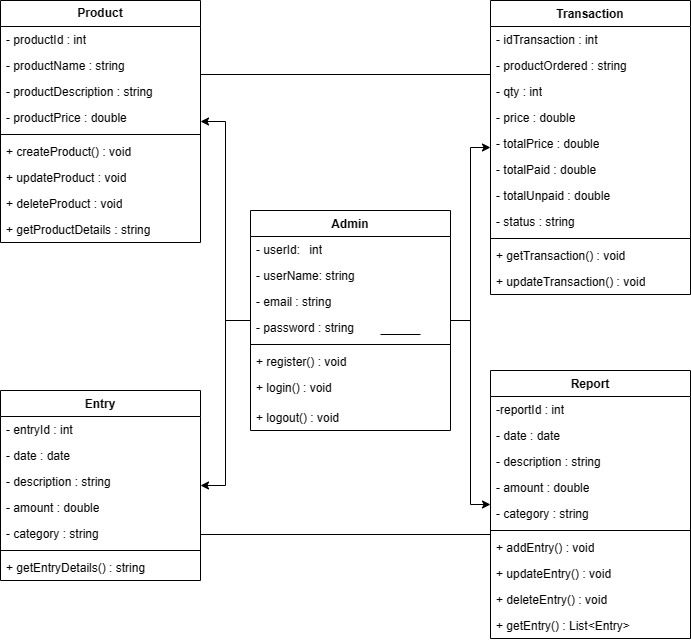 Product
- productId : int
- productName : string
- productDescription : string
- productPrice : double
+ createProduct() : void
+ updateProduct : void
+ deleteProduct : void
+ getProductDetails : string
Transaction
- idTransaction : int
- productOrdered : string
- qty : int
- price : double
- totalPrice : double
- totalPaid : double
- totalUnpaid : double
- status : string
+ getTransaction() : void
+ updateTransaction() : void
Admin
- userId: int
- userName: string
- email : string
- password : string
+ register() : void
+ login() : void
+ logout() : void
Entry
- entryId : int
- date : date
- description : string
- amount : double
- category : string
+ getEntryDetails() : string
Report
-reportId : int
- date : date
- description : string
- amount : double
- category : string
+ addEntry() : void
+ updateEntry() : void
+ deleteEntry() : void
+ getEntry() : List<Entry>